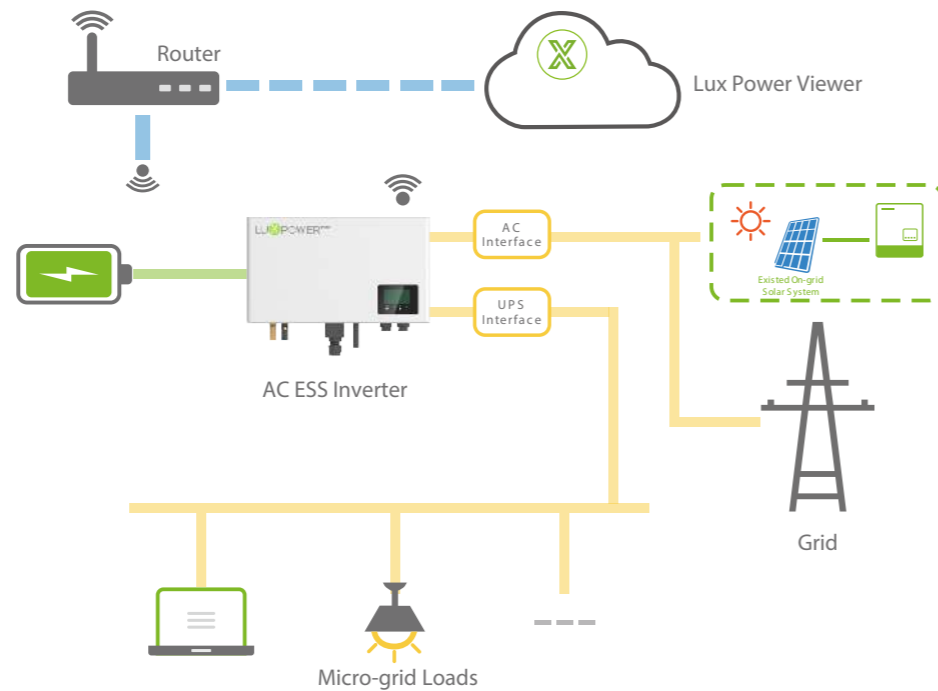 Router
Lux Power Viewer
LUXPOWER
AC
Interface
Existed On-grid
Solar System
UPS
Interface
AC ESS Inverter
Grid
Micro-grid Loads